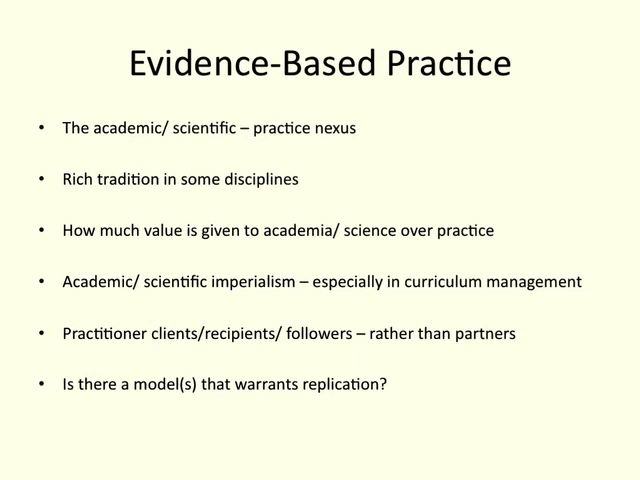 Evidence-Based Practice
• The academic/ scientific – practice nexus
• Rich tradition in some disciplines
• How much value is given to academia/ science over practice
• Academic/ scientific imperialism – especially in curriculum management
• Practitioner clients/recipients/ followers – rather than partners
• Is there a model(s) that warrants replication?